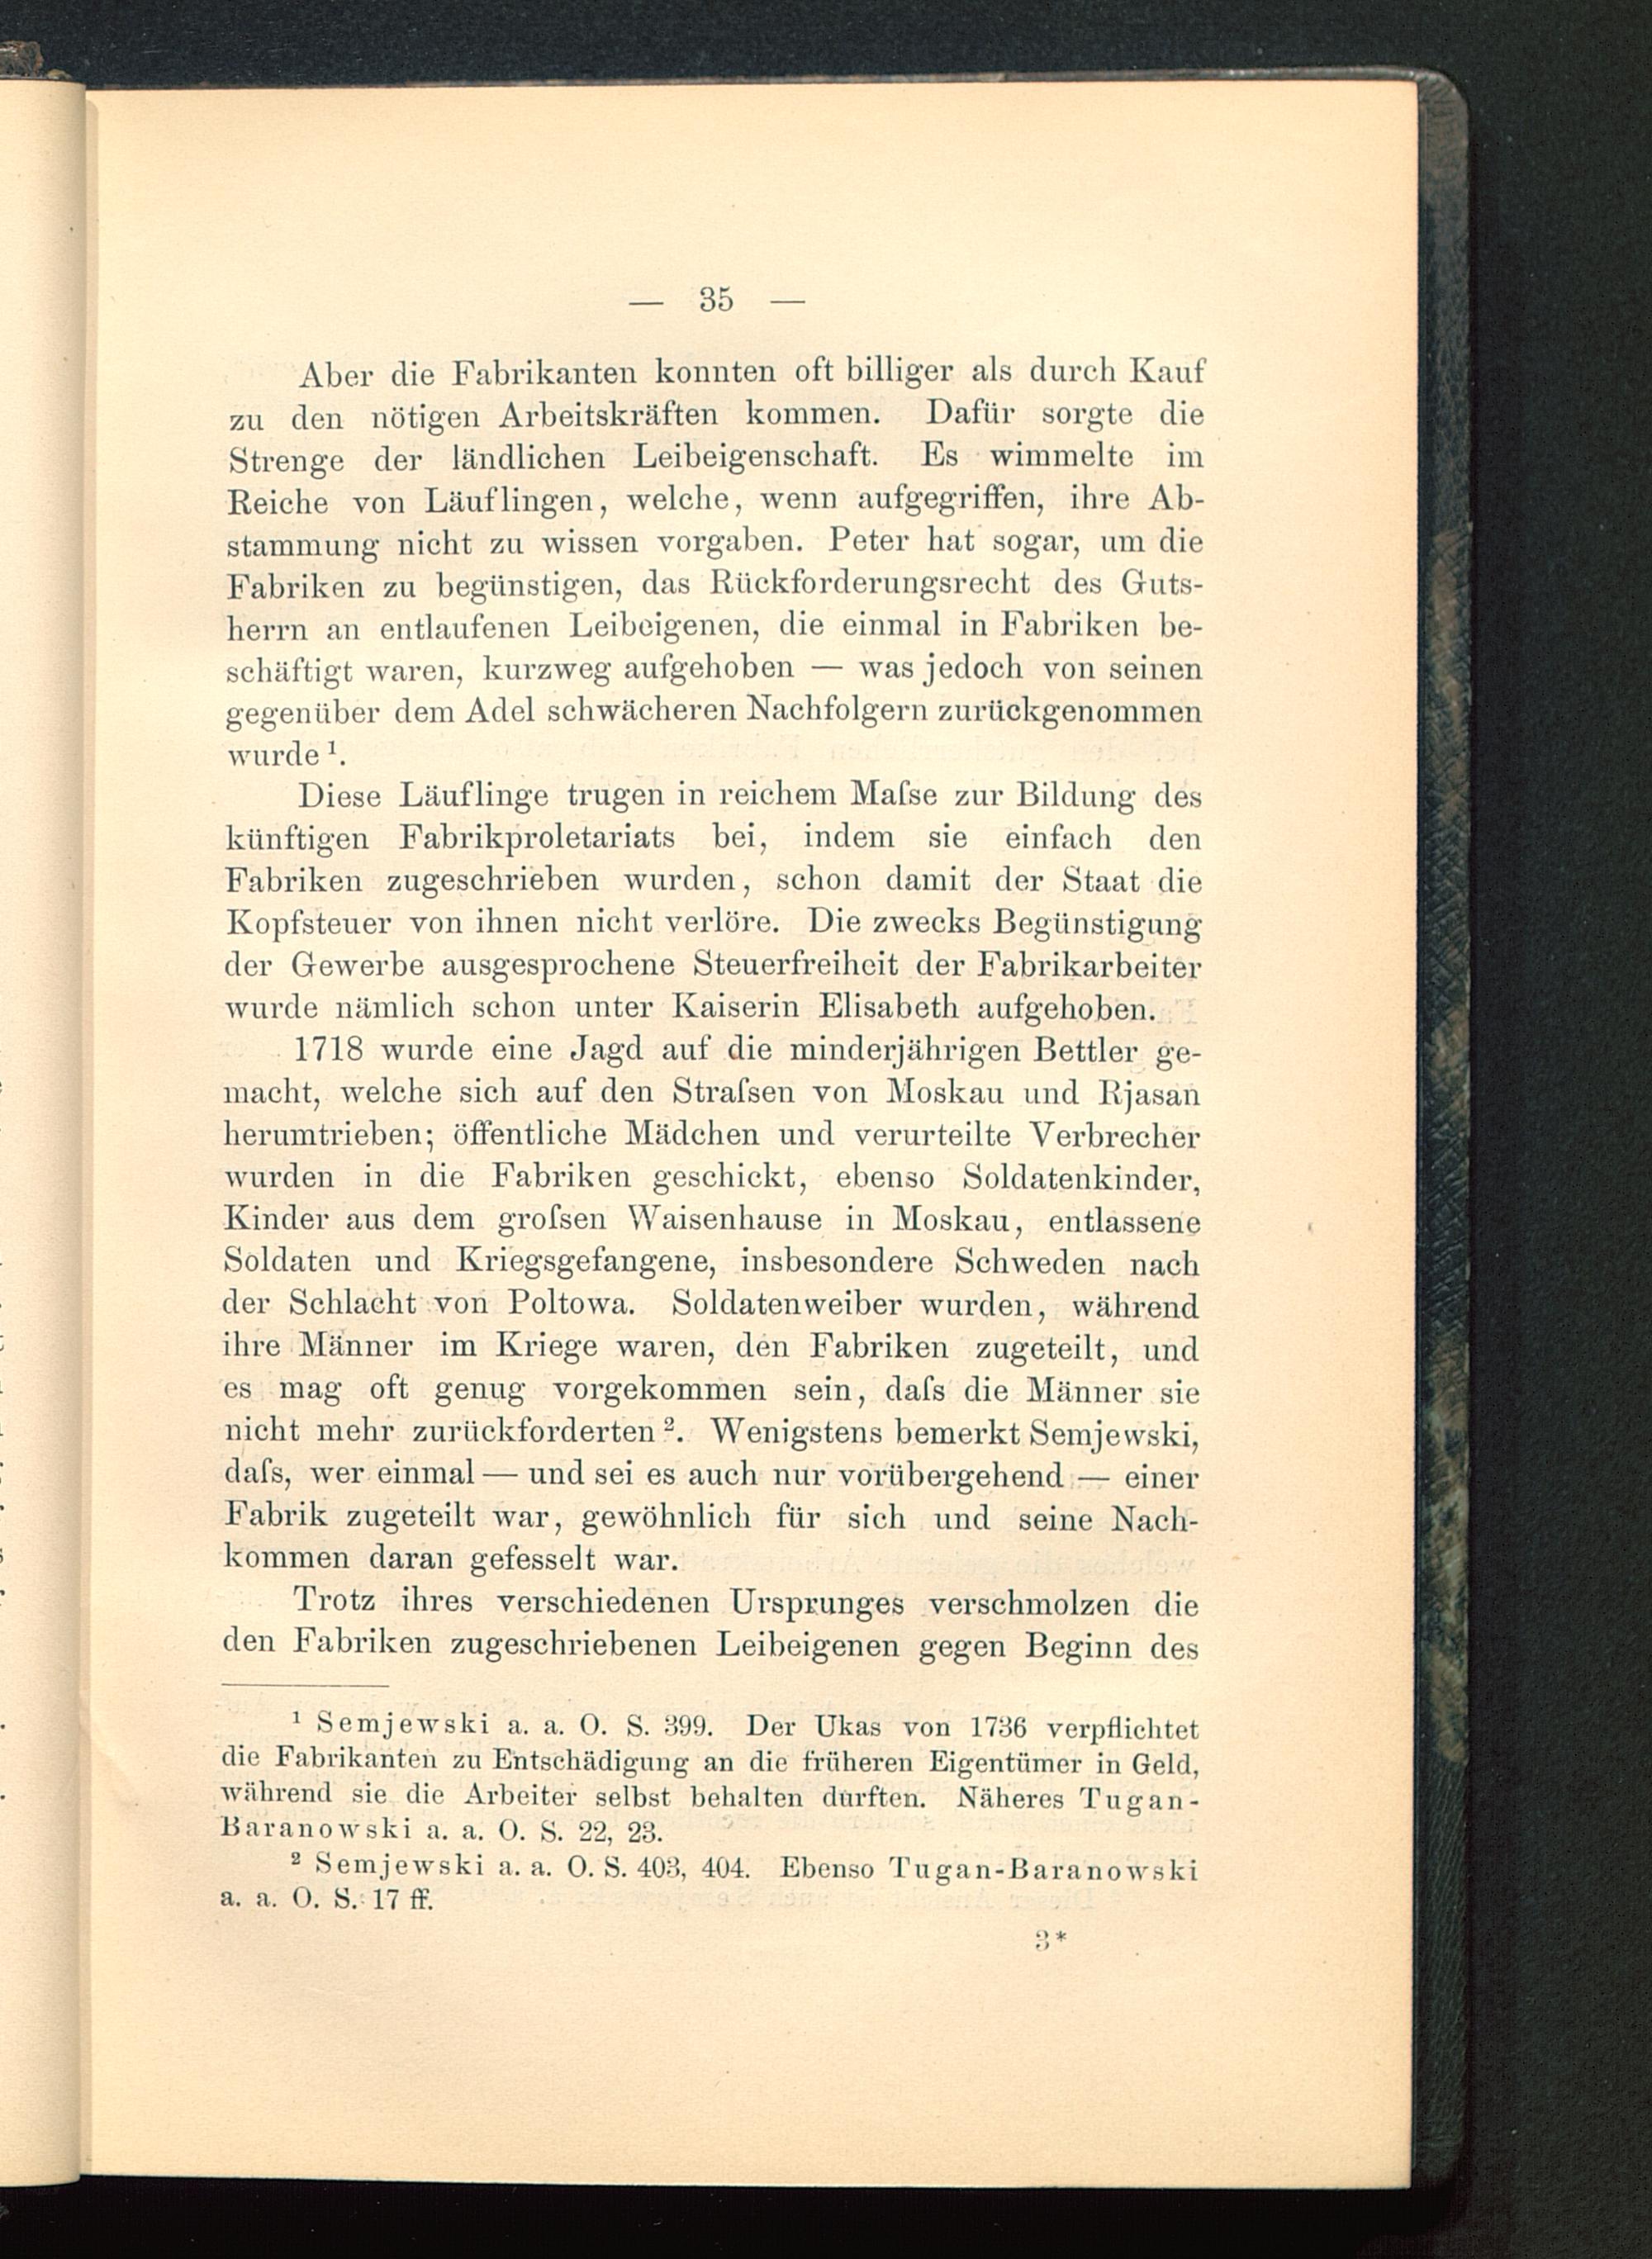 — 35 —
Aber die Fabrikanten konnten oft billiger als durch Kauf
zu den nötigen Arbeitskräften kommen. Dafür sorgte die
Strenge der ländlichen Leibeigenschaft. Es wimmelte im
Reiche von Läuflingen, welche, wenn aufgegriffen, ihre Ab-
stammung nicht zu wissen vorgaben. Peter hat sogar, um die
Fabriken zu begünstigen, das Rückforderungsrecht des Guts-
herrn an entlaufenen Leibeigenen, die einmal in Fabriken be-
schäftigt waren, kurzweg aufgehoben — was jedoch von seinen
gegenüber dem Adel schwächeren Nachfolgern zurückgenommen
wurde ¹.
Diese Läuflinge trugen in reichem Maſse zur Bildung des
künftigen Fabrikproletariats bei, indem sie einfach den
Fabriken zugeschrieben wurden, schon damit der Staat die
Kopfsteuer von ihnen nicht verlöre. Die zwecks Begünstigung
der Gewerbe ausgesprochene Steuerfreiheit der Fabrikarbeiter
wurde nämlich schon unter Kaiserin Elisabeth aufgehoben.
1718 wurde eine Jagd auf die minderjährigen Bettler ge-
macht, welche sich auf den Straſsen von Moskau und Rjasan
herumtrieben; öffentliche Mädchen und verurteilte Verbrecher
wurden in die Fabriken geschickt, ebenso Soldatenkinder,
Kinder aus dem groſsen Waisenhause in Moskau, entlassene
Soldaten und Kriegsgefangene, insbesondere Schweden nach
der Schlacht von Poltowa. Soldatenweiber wurden, während
ihre Männer im Kriege waren, den Fabriken zugeteilt, und
es mag oft genug vorgekommen sein, daſs die Männer sie
nicht mehr zurückforderten ². Wenigstens bemerkt Semjewski,
daſs, wer einmal — und sei es auch nur vorübergehend — einer
Fabrik zugeteilt war, gewöhnlich für sich und seine Nach-
kommen daran gefesselt war.
Trotz ihres verschiedenen Ursprunges verschmolzen die
den Fabriken zugeschriebenen Leibeigenen gegen Beginn des
¹ Semjewski a. a. O. S. 399. Der Ukas von 1736 verpflichtet
die Fabrikanten zu Entschädigung an die früheren Eigentümer in Geld,
während sie die Arbeiter selbst behalten durften. Näheres Tugan-
Baranowski a. a. O. S. 22, 23.
² Semjewski a. a. O. S. 403, 404. Ebenso Tugan-Baranowski
a. a. O. S. 17 ff.
3*